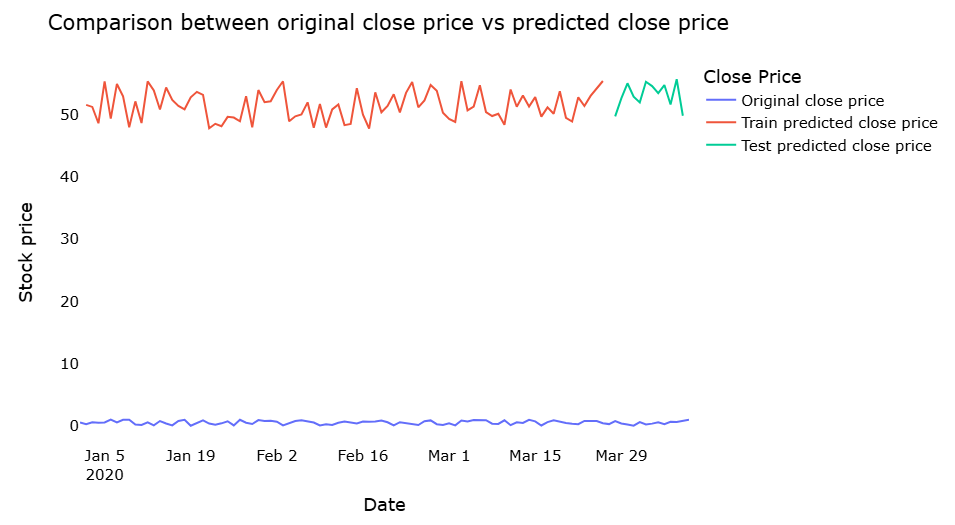 Comparison between original close price vs predicted close price
Close Price
Original close price
Train predicted close price
Test predicted close price
Stock price
50
40
30
20
10
0
Jan 5
2020
Jan 19
Feb 2
Feb 16
Mar 1
Mar 15
Mar 29
Date